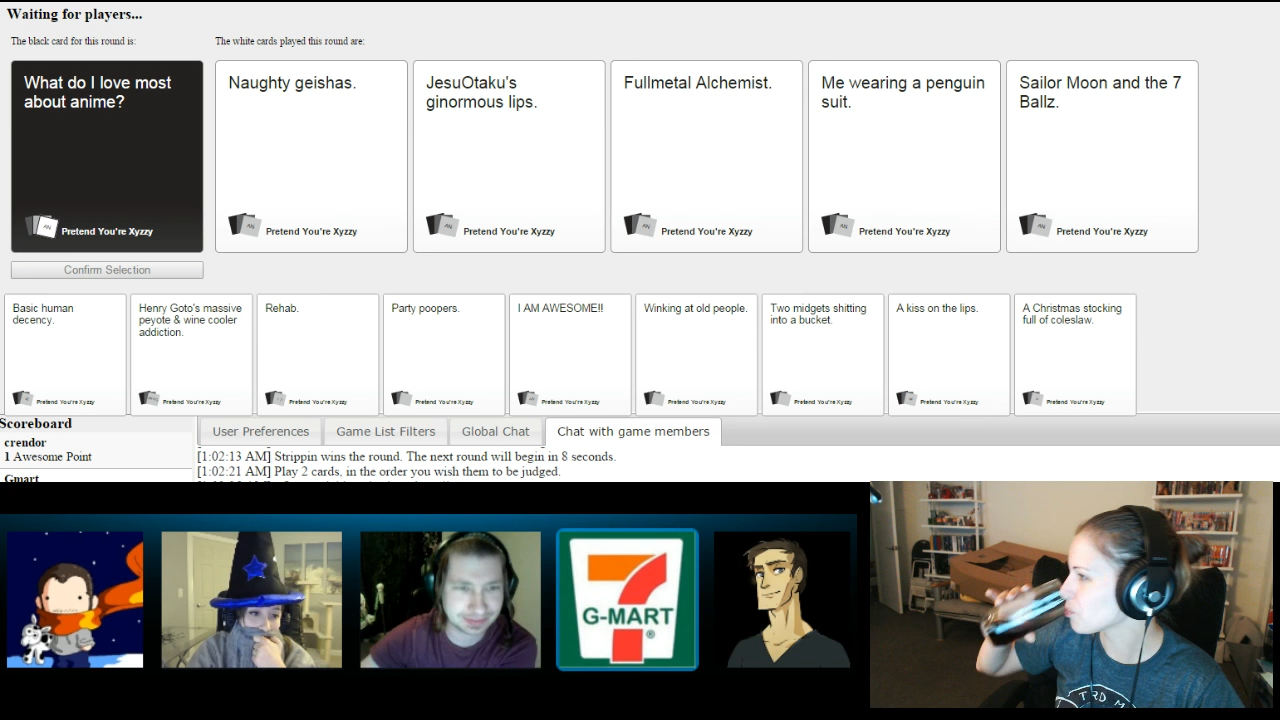 Waiting for players...
The black card for this round is:
The white cards played this round are:
What do I love most
about anime?
Pretend You're Xyzzy
Naughty geishas.
Pretend You're Xyzzy
JesuOtaku's
ginormous lips.
Pretend You're Xyzzy
Fullmetal Alchemist.
Pretend You're Xyzzy
Me wearing a penguin
suit.
Pretend You're Xyzzy
Sailor Moon and the 7
Ballz.
Pretend You're Xyzzy
Confirm Selection
Basic human
decency.
Pretend You're Xyzzy
Henry Goto's massive
peyote & wine cooler
addiction.
Pretend You're Xyzzy
Rehab.
Pretend You're Xyzzy
Party poopers.
Pretend You're Xyzzy
I AM AWESOME!!
Pretend You're Xyzzy
Winking at old people.
Pretend You're Xyzzy
Two midgets shitting
into a bucket.
Pretend You're Xyzzy
A kiss on the lips.
Pretend You're Xyzzy
A Christmas stocking
full of coleslaw.
Pretend You're Xyzzy
Scoreboard
crendor
1 Awesome Point
Gmart
User Preferences
Game List Filters
Global Chat
Chat with game members
[1:02:13 AM] Strippin wins the round. The next round will begin in 8 seconds.
[1:02:21 AM] Play 2 cards, in the order you wish them to be judged.
7
G-MART
®